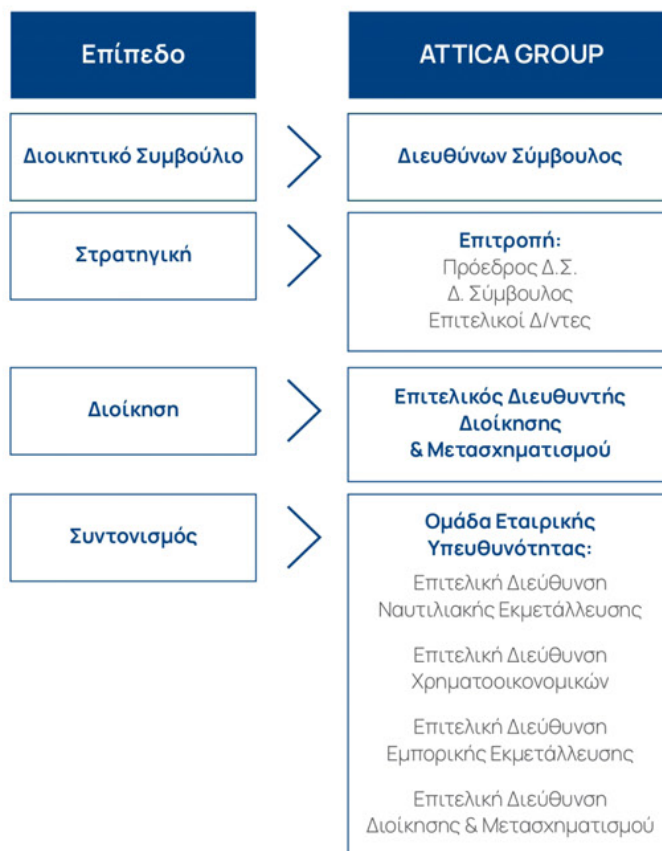 Επίπεδο
ATTICA GROUP
Διοικητικό Συμβούλιο
Διευθύνων Σύμβουλος
Στρατηγική
Επιτροπή:
Πρόεδρος Δ.Σ.
Δ. Σύμβουλος
Επιτελικοί Δ/ντες
Διοίκηση
Επιτελικός Διευθυντής
Διοίκησης
& Μετασχηματισμού
Συντονισμός
Ομάδα Εταιρικής
Υπευθυνότητας:
Επιτελική Διεύθυνση
Ναυτιλιακής Εκμετάλλευσης
Επιτελική Διεύθυνση
Χρηματοοικονομικών
Επιτελική Διεύθυνση
Εμπορικής Εκμετάλλευσης
Επιτελική Διεύθυνση
Διοίκησης & Μετασχηματισμού